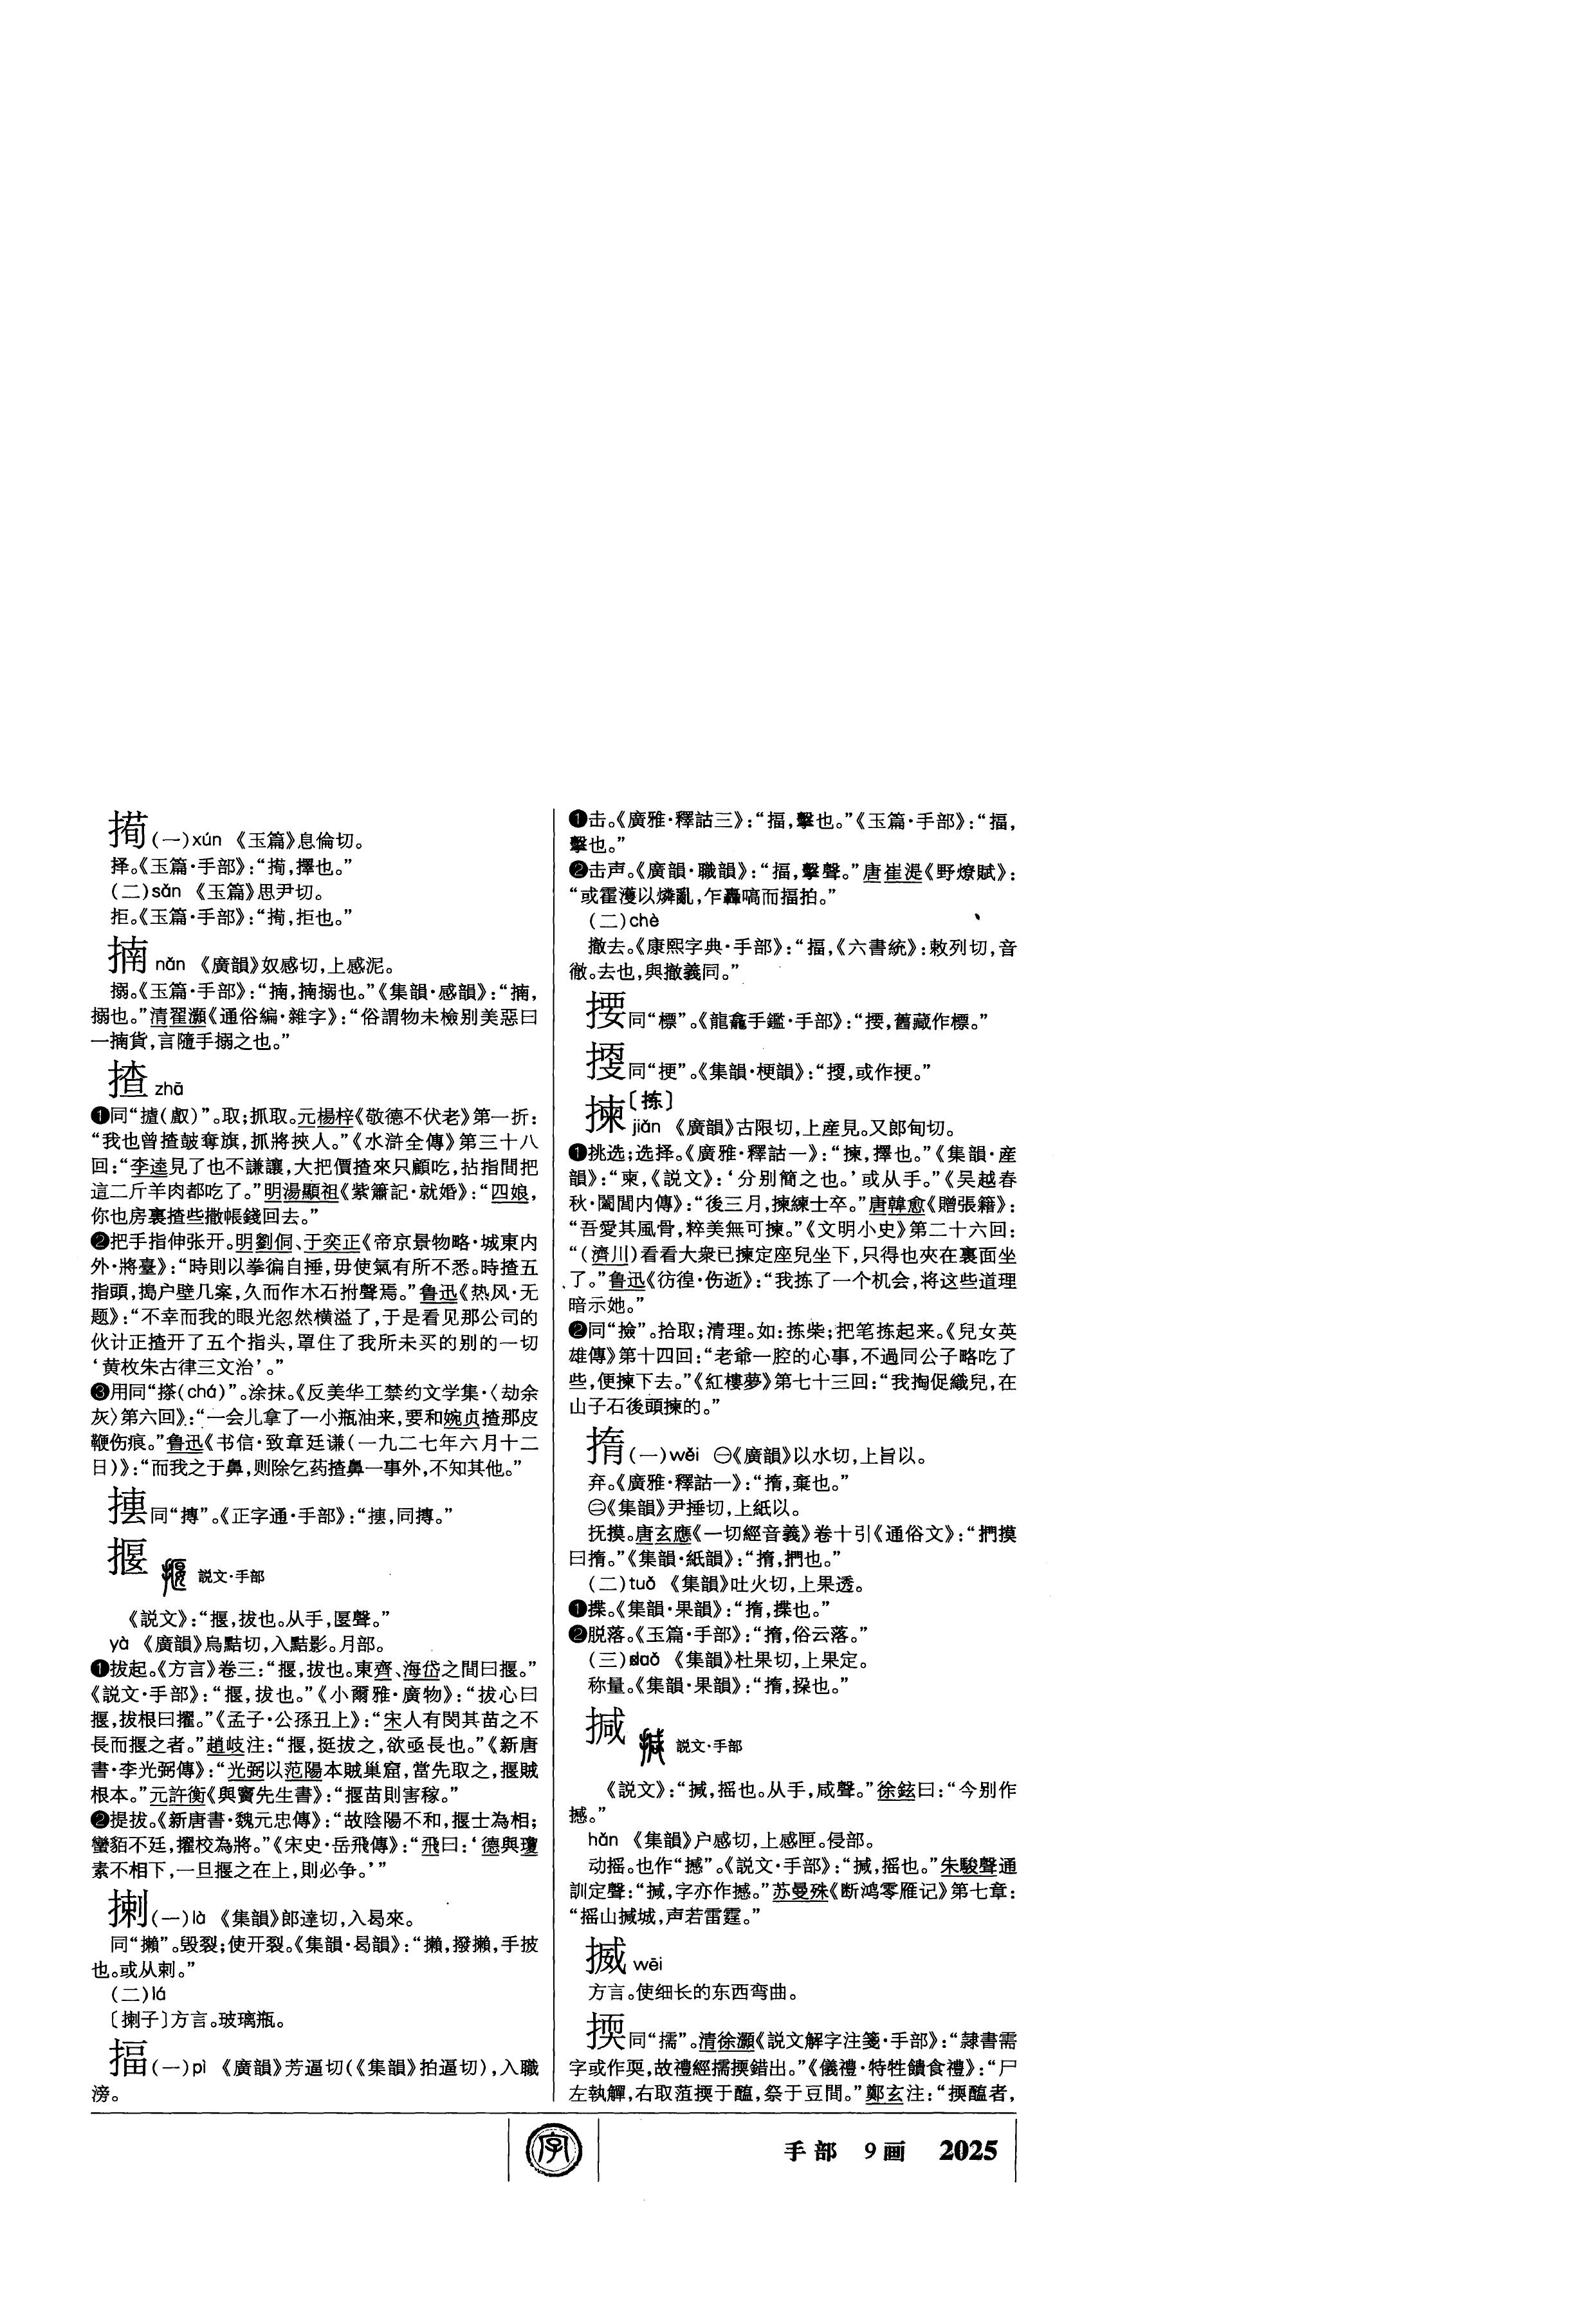 㨚(一)xún 《玉篇》息倫切。
择。《玉篇·手部》:“㨚,擇也。”
(二)sǎn 《玉篇》思尹切。
拒。《玉篇·手部》:“㨚,拒也。”
揇 nǎn 《廣韻》奴感切,上感泥。
搦。《玉篇·手部》:“揇,揇搦也。”《集韻·感韻》:“揇,
搦也。”清翟灝《通俗編·雜字》:“俗謂物未檢别美惡曰
一揇貨,言隨手搦之也。”
揸 zhā
❶同“摣(㪥)”。取;抓取。元楊梓《敬德不伏老》第一折:
“我也曾揸皷奪旗,抓將挾人。”《水滸全傳》第三十八
回:“李逵見了也不謙讓,大把價揸來只顧吃,拈指間把
這二斤羊肉都吃了。”明湯顯祖《紫簫記·就婚》:“四娘,
你也房裏揸些撒帳錢回去。”
❷把手指伸张开。明劉侗、于奕正《帝京景物略·城東内
外·將臺》:“時則以拳徧自捶,毋使氣有所不悉。時揸五
指頭,搗户壁几案,久而作木石拊聲焉。”鲁迅《热风·无
题》:“不幸而我的眼光忽然横溢了,于是看见那公司的
伙计正揸开了五个指头,罩住了我所未买的别的一切
‘黄枚朱古律三文治’。”
❸用同“搽(chá)”。涂抹。《反美华工禁约文学集·〈劫余
灰〉第六回》:“一会儿拿了一小瓶油来,要和婉贞揸那皮
鞭伤痕。”鲁迅《书信·致章廷谦(一九二七年六月十二
日)》:“而我之于鼻,则除乞药揸鼻一事外,不知其他。”
同“摶”。《正字通·手部》:“,同摶。”
揠 説文·手部
《説文》:“揠,拔也。从手,匽聲。”
yà 《廣韻》烏黠切,入黠影。月部。
❶拔起。《方言》卷三:“揠,拔也。東齊、海岱之間曰揠。”
《説文·手部》:“揠,拔也。”《小爾雅·廣物》:“拔心曰
揠,拔根曰擢。”《孟子·公孫丑上》:“宋人有閔其苗之不
長而揠之者。”趙岐注:“揠,挺拔之,欲亟長也。”《新唐
書·李光弼傳》:“光弼以范陽本賊巢窟,當先取之,揠賊
根本。”元許衡《與竇先生書》:“揠苗則害稼。”
❷提拔。《新唐書·魏元忠傳》:“故陰陽不和,揠士為相;
蠻貊不廷,擢校為將。”《宋史·岳飛傳》:“飛曰:‘德與瓊
素不相下,一旦揠之在上,則必争。’”
揦(一)là 《集韻》郎達切,入曷來。
同“攋”。毁裂;使开裂。《集韻·曷韻》:“攋,撥攋,手披
也。或从剌。”
(二)lá
〔揦子〕方言。玻璃瓶。
揊(一)pì 《廣韻》芳逼切(《集韻》拍逼切),入職
滂。
❶击。《廣雅·釋詁三》:“揊,擊也。”《玉篇·手部》:“揊,
擊也。”
❷击声。《廣韻·職韻》:“揊,擊聲。”唐崔湜《野燎賦》:
“或霍濩以燐亂,乍轟嗃而揊拍。”
(二)chè
撤去。《康熙字典·手部》:“揊,《六書統》:敕列切,音
徹。去也,與撤義同。”
㩱同“標”。《龍龕手鑑·手部》:“,舊藏作標。”
㨘同“挭”。《集韻·梗韻》:“,或作挭。”
揀〔拣〕
jiǎn 《廣韻》古限切,上産見。又郎甸切。
❶挑选;选择。《廣雅·釋詁一》:“揀,擇也。”《集韻·産
韻》:“柬,《説文》:‘分别簡之也。’或从手。”《吴越春
秋·闔閭内傳》:“後三月,揀練士卒。”唐韓愈《贈張籍》:
“吾愛其風骨,粹美無可揀。”《文明小史》第二十六回:
“(濟川)看看大衆已揀定座兒坐下,只得也夾在裏面坐
了。”鲁迅《彷徨·伤逝》:“我拣了一个机会,将这些道理
暗示她。”
❷同“撿”。拾取;清理。如:拣柴;把笔拣起来。《兒女英
雄傳》第十四回:“老爺一腔的心事,不過同公子略吃了
些,便揀下去。”《紅樓夢》第七十三回:“我掏促織兒,在
山子石後頭揀的。”
㨊(一)wěi ㊀《廣韻》以水切,上旨以。
弃。《廣雅·釋詁一》:“㨊,棄也。”
㊁《集韻》尹捶切,上紙以。
抚摸。唐玄應《一切經音義》卷十引《通俗文》:“捫摸
曰㨊。”《集韻·紙韻》:“㨊,捫也。”
(二)tuǒ 《集韻》吐火切,上果透。
❶揲。《集韻·果韻》:“㨊,揲也。”
❷脱落。《玉篇·手部》:“㨊,俗云落。”
(三)duǒ 《集韻》杜果切,上果定。
称量。《集韻·果韻》:“㨊,挅也。”
㨔 説文·手部
《説文》:“㨔,摇也。从手,咸聲。”徐鉉曰:“今别作
撼。”
hàn 《集韻》户感切,上感匣。侵部。
动摇。也作“撼”。《説文·手部》:“㨔,摇也。”朱駿聲通
訓定聲:“㨔,字亦作撼。”苏曼殊《断鸿零雁记》第七章:
“摇山㨔城,声若雷霆。”
揻 wēi
方言。使细长的东西弯曲。
㨎同“擩”。清徐灝《説文解字注箋·手部》:“隸書需
字或作耎,故禮經擩㨎錯出。”《儀禮·特牲饋食禮》:“尸
左執觶,右取菹㨎于醢,祭于豆間。”鄭玄注:“㨎醢者,
字
手部 9画 2025